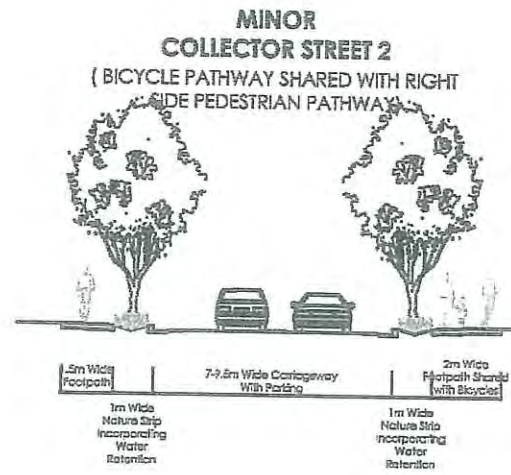 MINOR
COLLECTOR STREET 2
( BICYCLE PATHWAY SHARED WITH RIGHT
SIDE PEDESTRIAN PATHWAY)
.5m Wide
Footpath
7-9.5m Wide Carriageway
With Parking
2m Wide
Footpath Shared
with Bicycles
1m Wide
Nature Strip
Incorporating
Water
Retention
1m Wide
Nature Strip
Incorporating
Water
Retention